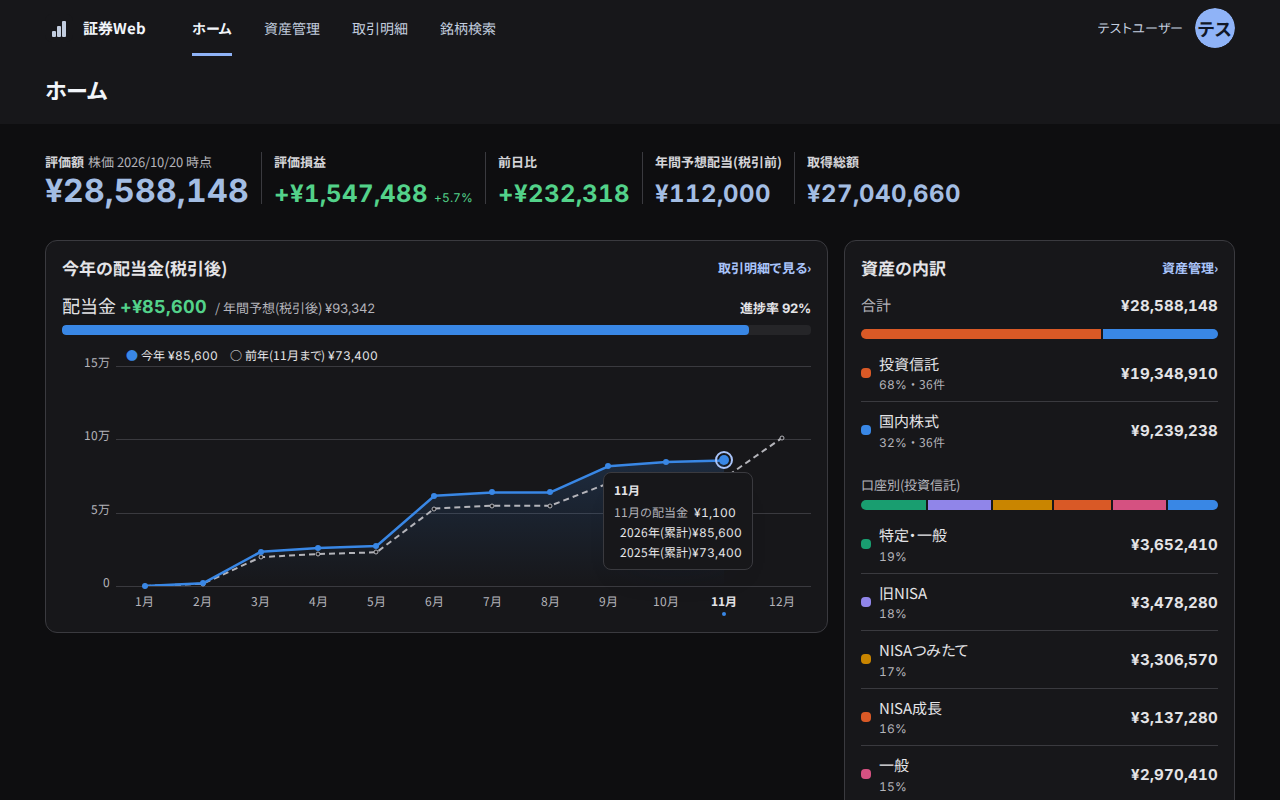 証券Web ホーム 資産管理 取引明細 銘柄検索 テストユーザー テス
ホーム
評価額 株価 2026/10/20 時点
¥28,588,148
評価損益
+¥1,547,488 +5.7%
前日比
+¥232,318
年間予想配当(税引前)
¥112,000
取得総額
¥27,040,660
今年の配当金(税引後) 取引明細で見る›
配当金 +¥85,600 / 年間予想(税引後) ¥93,342 進捗率 92%
今年 ¥85,600 前年(11月まで) ¥73,400
15万
10万
5万
0
1月 2月 3月 4月 5月 6月 7月 8月 9月 10月 11月 12月
11月
11月の配当金 ¥1,100
2026年(累計)¥85,600
2025年(累計)¥73,400
資産の内訳 資産管理›
合計 ¥28,588,148
投資信託 ¥19,348,910
68%・36件
国内株式 ¥9,239,238
32%・36件
口座別(投資信託)
特定・一般 ¥3,652,410
19%
旧NISA ¥3,478,280
18%
NISAつみたて ¥3,306,570
17%
NISA成長 ¥3,137,280
16%
一般 ¥2,970,410
15%